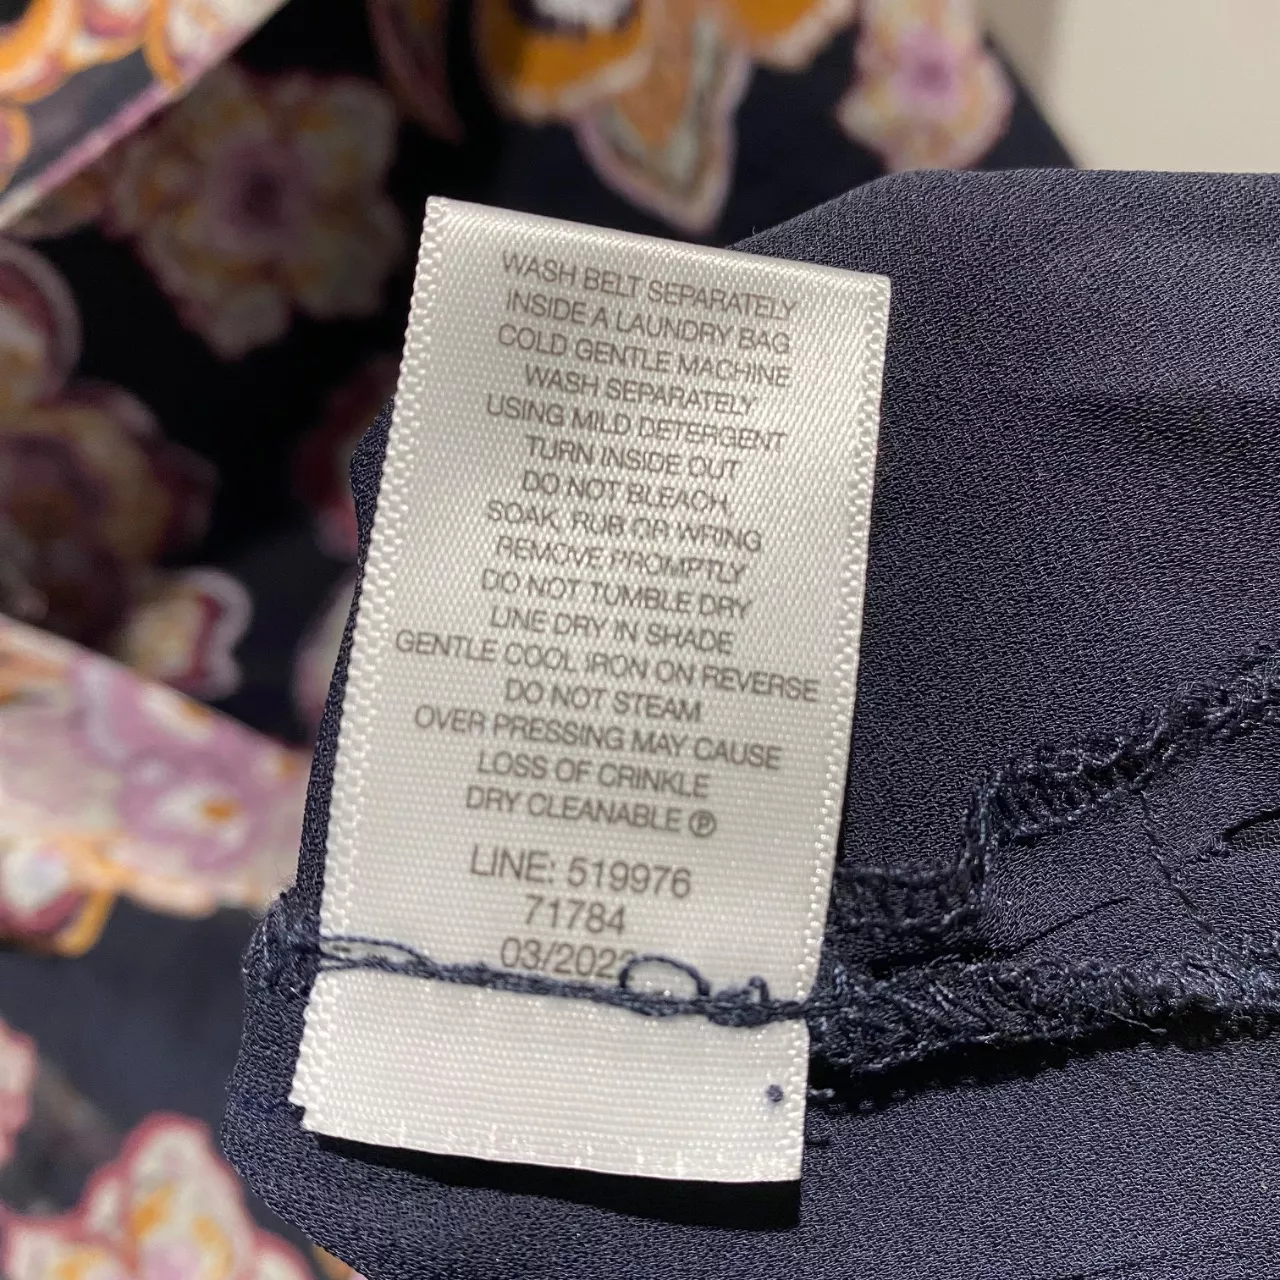 WASH BELT SEPARATELY
INSIDE A LAUNDRY BAG
COLD GENTLE MACHINE
WASH SEPARATELY
USING MILD DETERGENT
TURN INSIDE OUT
DO NOT BLEACH,
SOAK, RUB OR WRING
REMOVE PROMPTLY
DO NOT TUMBLE DRY
LINE DRY IN SHADE
GENTLE COOL IRON ON REVERSE
DO NOT STEAM
OVER PRESSING MAY CAUSE
LOSS OF CRINKLE
DRY CLEANABLE Ⓟ
LINE: 519976
71784
03/2022